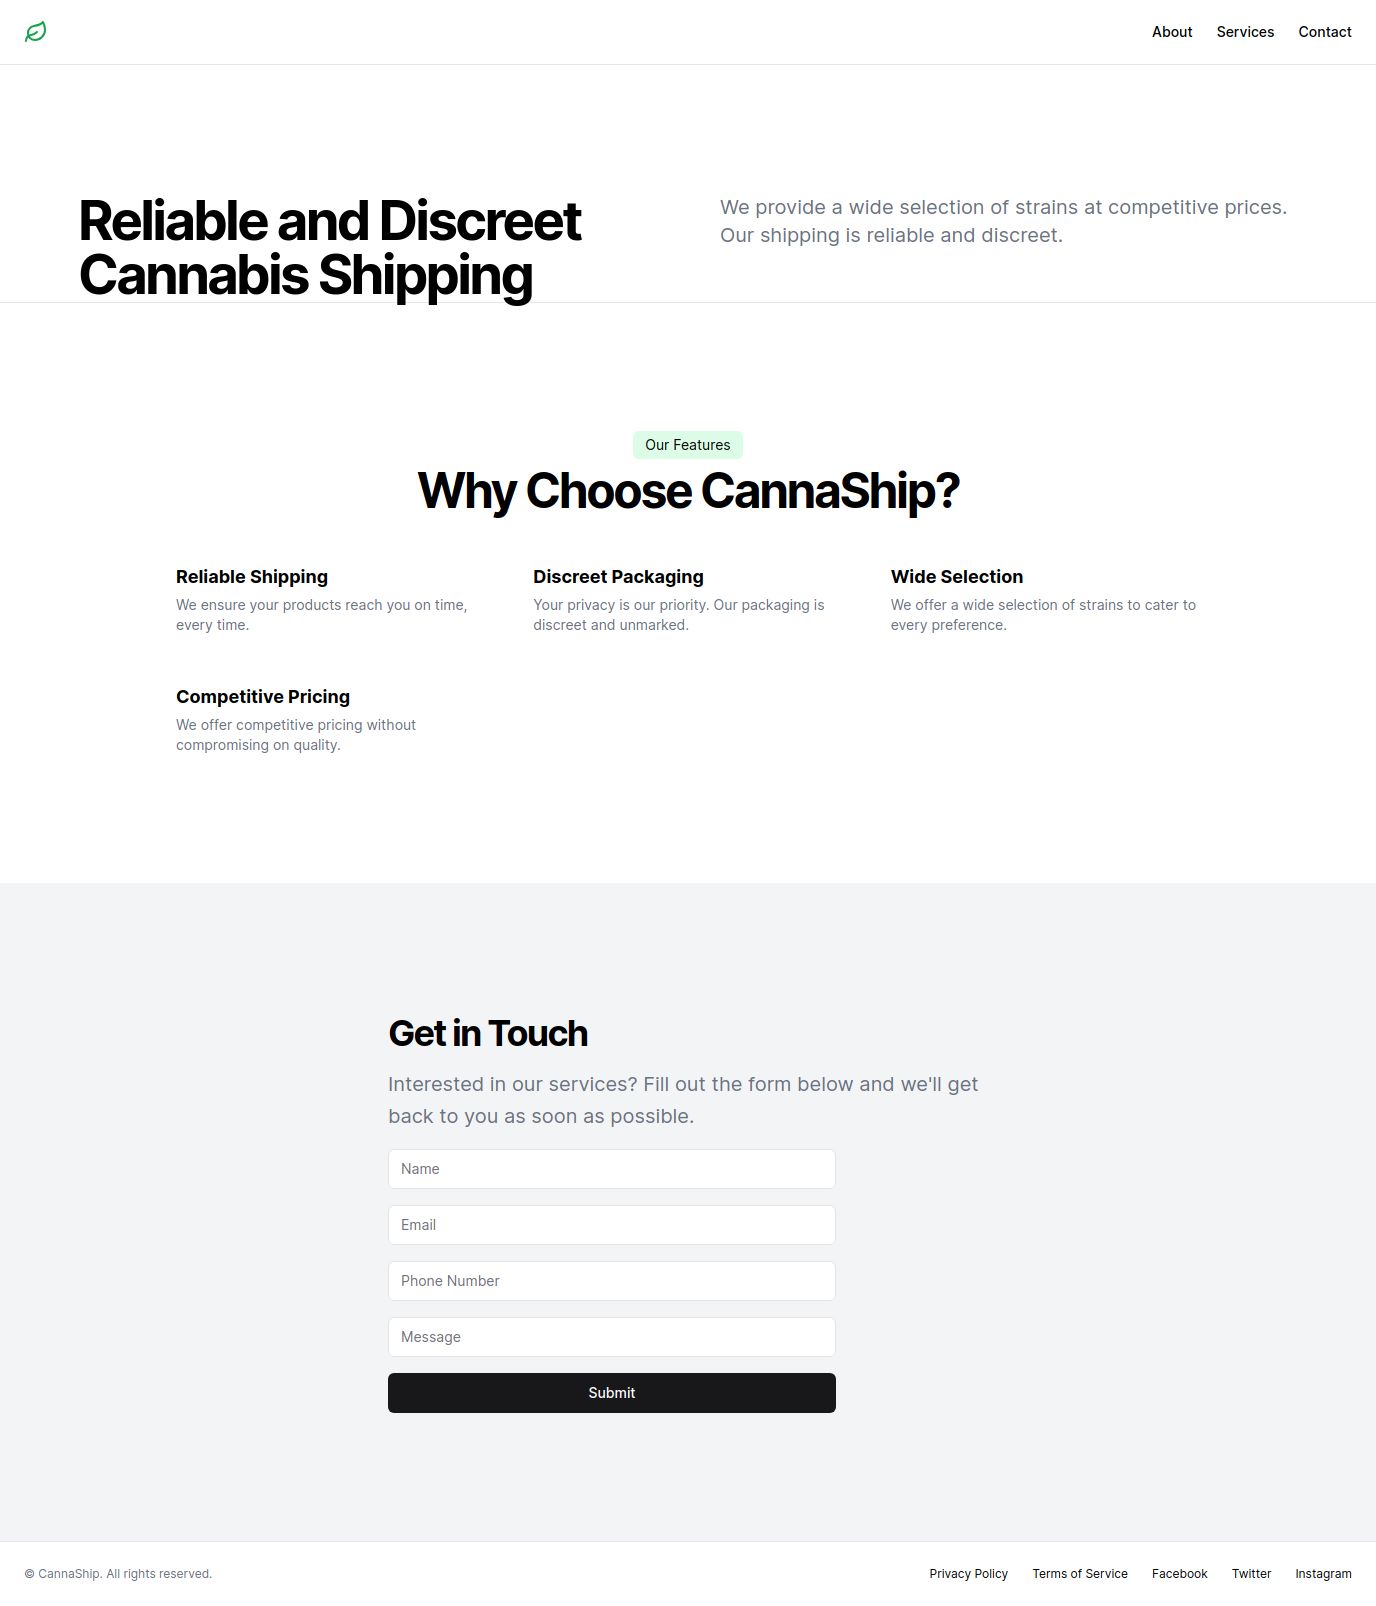 About
Services
Contact
Reliable and Discreet
Cannabis Shipping
We provide a wide selection of strains at competitive prices.
Our shipping is reliable and discreet.
Our Features
Why Choose CannaShip?
Reliable Shipping
We ensure your products reach you on time,
every time.
Discreet Packaging
Your privacy is our priority. Our packaging is
discreet and unmarked.
Wide Selection
We offer a wide selection of strains to cater to
every preference.
Competitive Pricing
We offer competitive pricing without
compromising on quality.
Get in Touch
Interested in our services? Fill out the form below and we'll get
back to you as soon as possible.
Name
Email
Phone Number
Message
Submit
© CannaShip. All rights reserved.
Privacy Policy
Terms of Service
Facebook
Twitter
Instagram